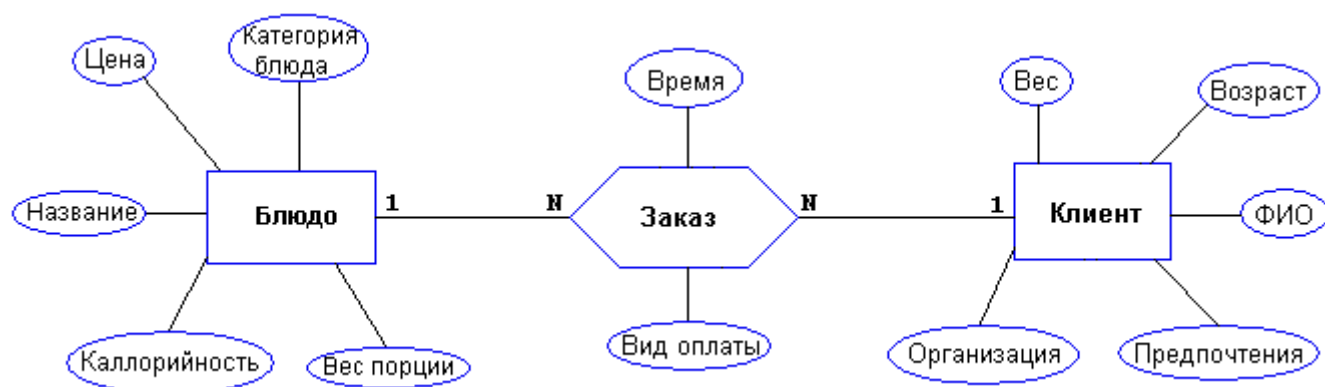 Цена
Категория
блюда
Время
Вес
Возраст
Название
Блюдо
1
N
Заказ
N
1
Клиент
ФИО
Каллорийность
Вес порции
Вид оплаты
Организация
Предпочтения